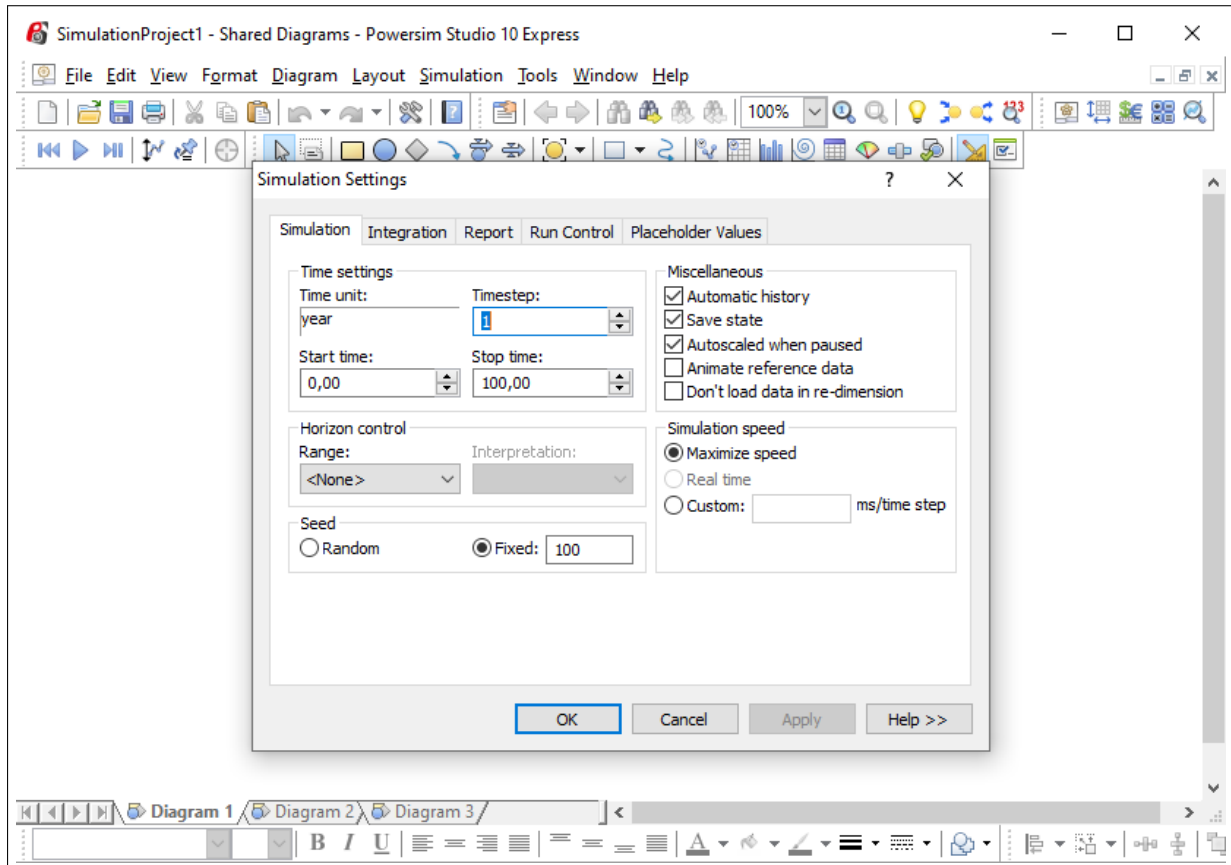 SimulationProject1 - Shared Diagrams - Powersim Studio 10 Express
File Edit View Format Diagram Layout Simulation Tools Window Help
100%
123
Simulation Settings
Simulation Integration Report Run Control Placeholder Values
Time settings
Time unit: Timestep:
year 1
Start time: Stop time:
0,00 100,00
Horizon control
Range: Interpretation:
<None>
Seed
Random Fixed: 100
Miscellaneous
Automatic history
Save state
Autoscaled when paused
Animate reference data
Don't load data in re-dimension
Simulation speed
Maximize speed
Real time
Custom: ms/time step
OK Cancel Apply Help >>
Diagram 1 Diagram 2 Diagram 3
B I U A